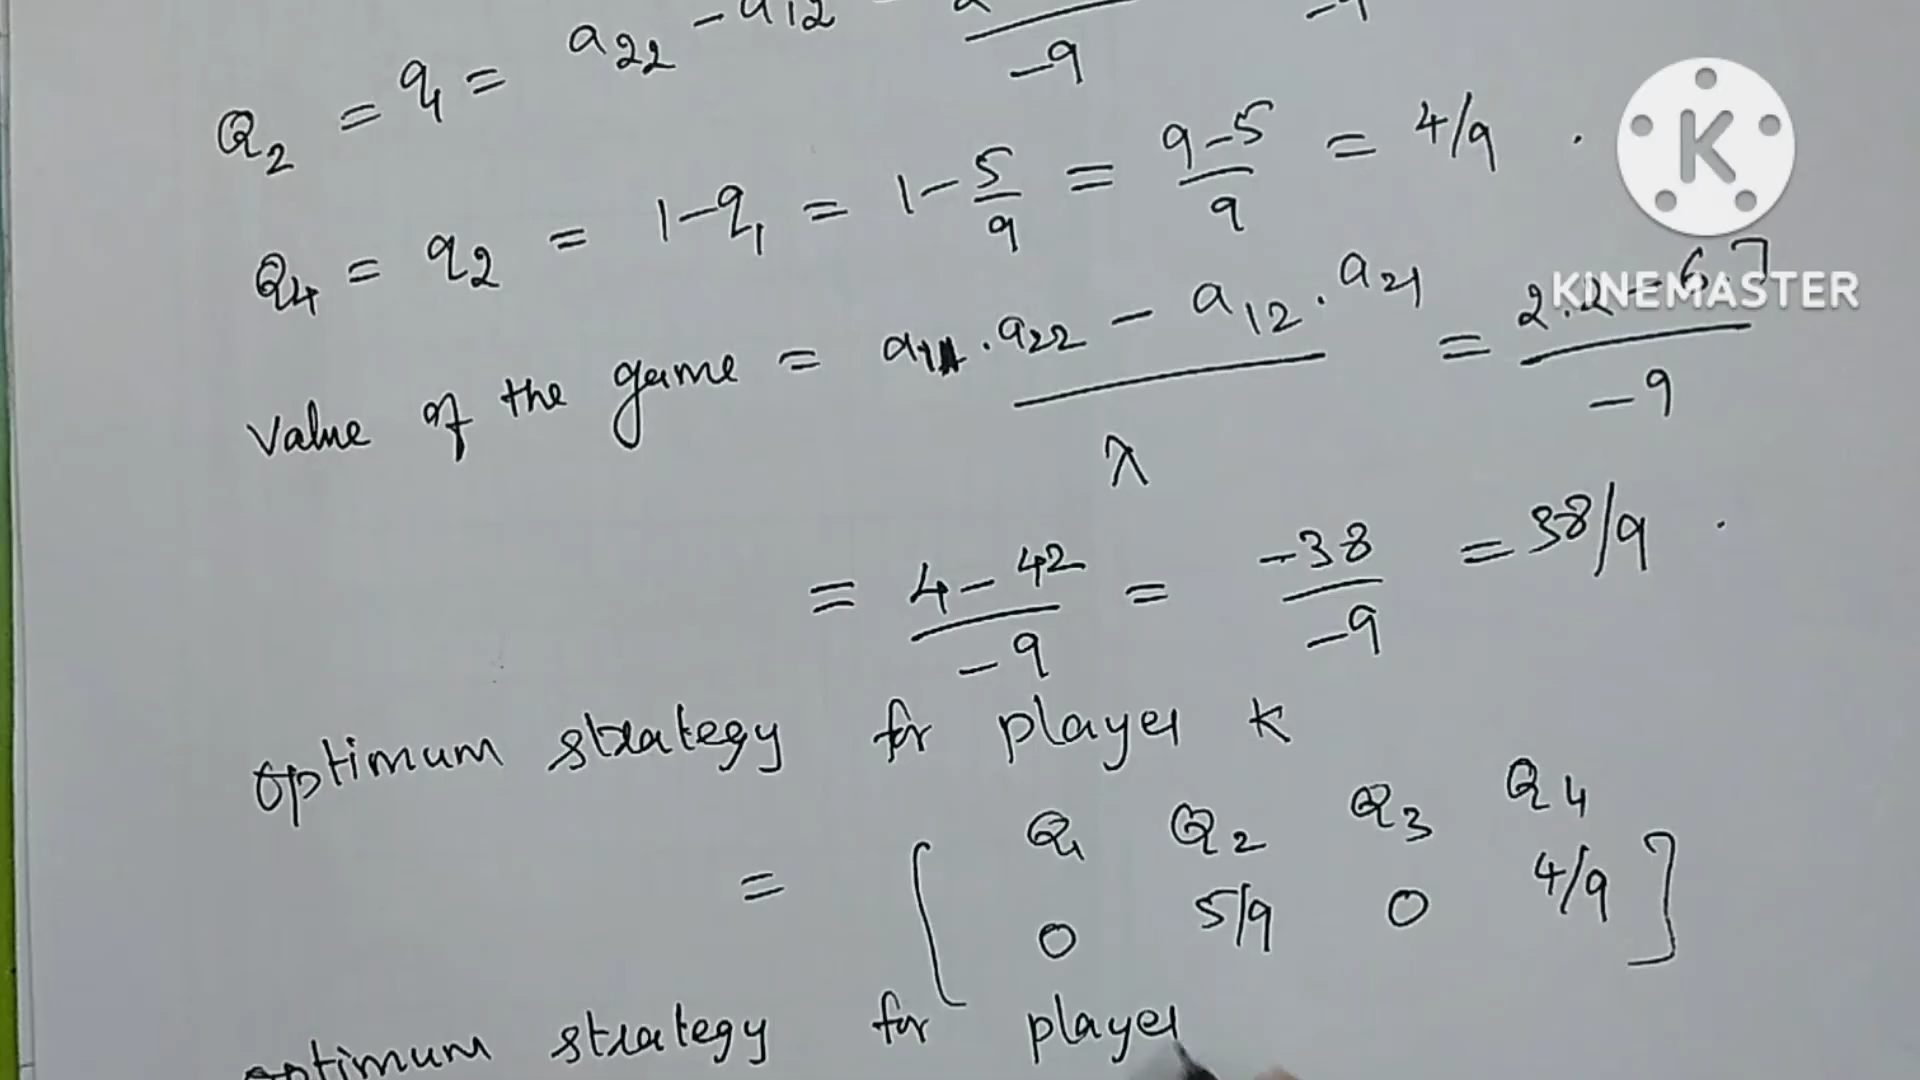 Q2 = q1 = a22 - a12 -9
Q4 = q2 = 1-q1 = 1-5/9 = 9-5/9 = 4/9 .
Value of the game = a11.a22 - a12.a21 / λ = 2.2 - 6.7 / -9
= 4-42/-9 = -38/-9 = 38/9 .
optimum strategy for player K
= [ Q1 Q2 Q3 Q4
0 5/9 0 4/9 ]
optimum strategy for player
K
KINEMASTER